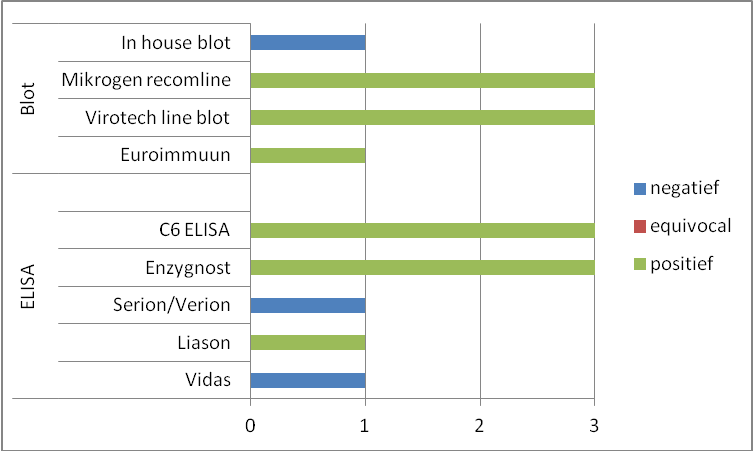 Blot
In house blot
Mikrogen recomline
Virotech line blot
Euroimmuun
ELISA
C6 ELISA
Enzygnost
Serion/Verion
Liason
Vidas
0 1 2 3
negatief
equivocal
positief